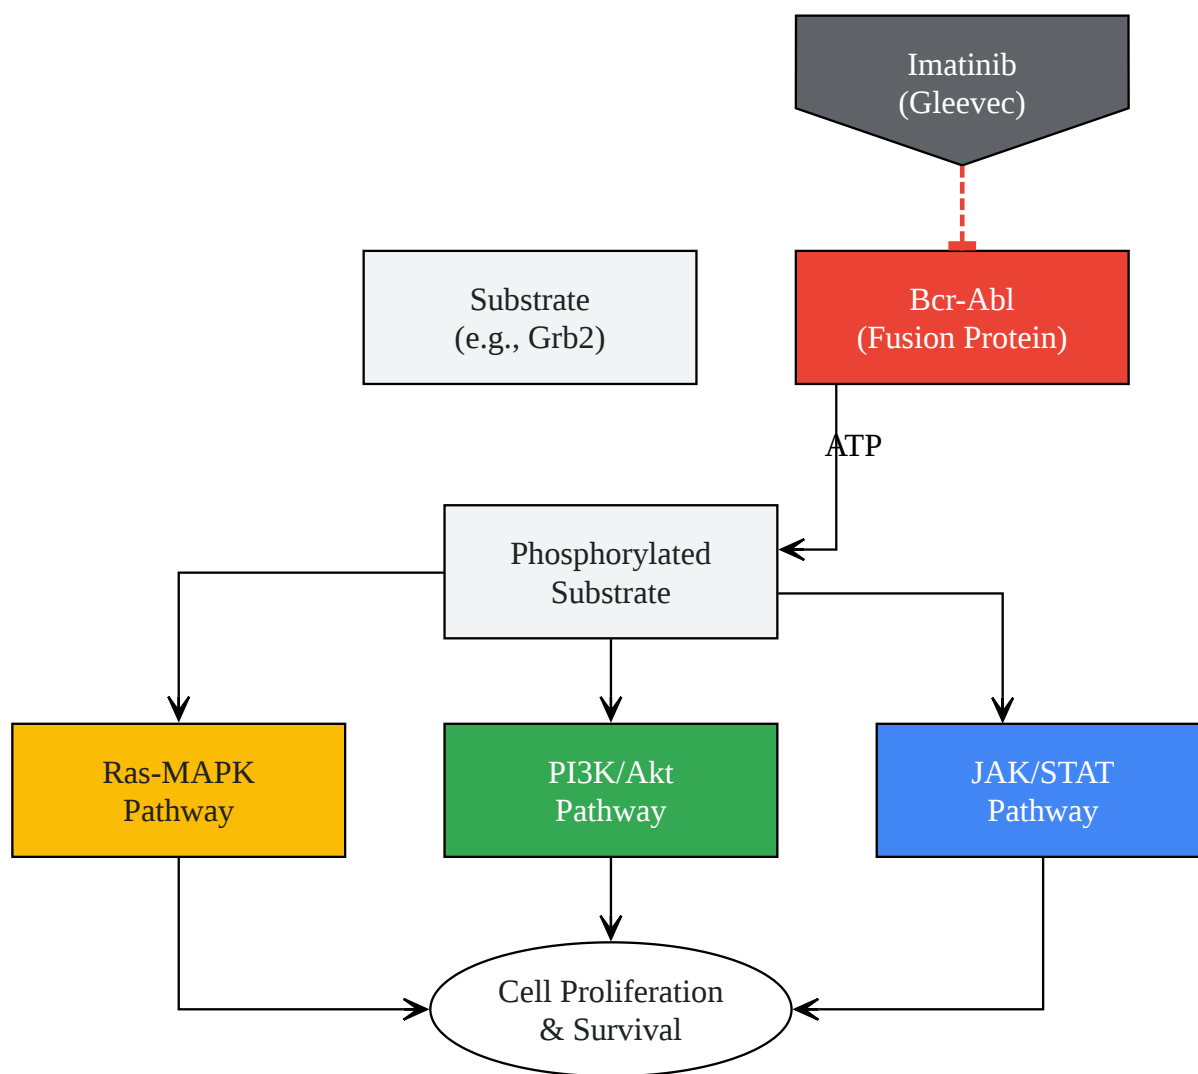 Imatinib
(Gleevec)
Substrate
(e.g., Grb2)
Bcr-Abl
(Fusion Protein)
ATP
Phosphorylated
Substrate
Ras-MAPK
Pathway
PI3K/Akt
Pathway
JAK/STAT
Pathway
Cell Proliferation
& Survival